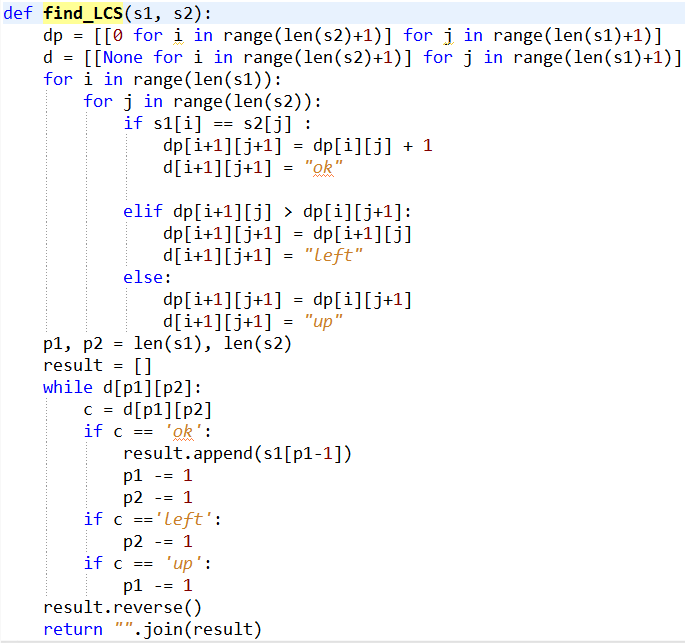 def find_LCS(s1, s2):
    dp = [[0 for i in range(len(s2)+1)] for j in range(len(s1)+1)]
    d = [[None for i in range(len(s2)+1)] for j in range(len(s1)+1)]
    for i in range(len(s1)):
        for j in range(len(s2)):
            if s1[i] == s2[j] :
                dp[i+1][j+1] = dp[i][j] + 1
                d[i+1][j+1] = "ok"
            elif dp[i+1][j] > dp[i][j+1]:
                dp[i+1][j+1] = dp[i+1][j]
                d[i+1][j+1] = "left"
            else:
                dp[i+1][j+1] = dp[i][j+1]
                d[i+1][j+1] = "up"
    p1, p2 = len(s1), len(s2)
    result = []
    while d[p1][p2]:
        c = d[p1][p2]
        if c == 'ok':
            result.append(s1[p1-1])
            p1 -= 1
            p2 -= 1
        if c =='left':
            p2 -= 1
        if c == 'up':
            p1 -= 1
    result.reverse()
    return "".join(result)